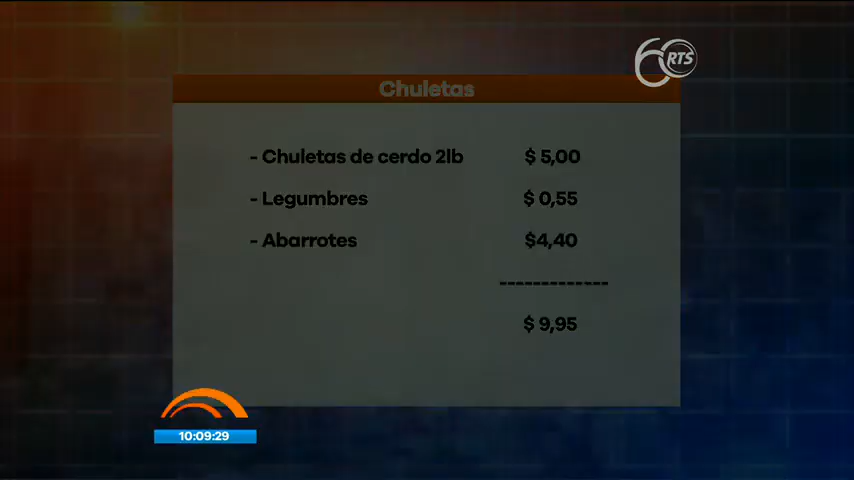 60 RTS
Chuletas
- Chuletas de cerdo 2lb $ 5,00
- Legumbres $ 0,55
- Abarrotes $4,40
-------------
$ 9,95
10:09:29